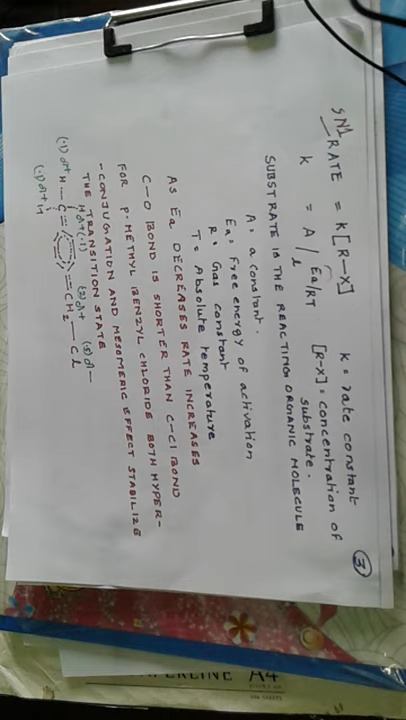 3
SN1
RATE = k[R-X] k = rate constant
k = A / e Ea/RT [R-X] = concentration of
substrate.
SUBSTRATE IS THE REACTING ORGANIC MOLECULE
A = a constant.
Ea = Free energy of activation
R = Gas constant
T = Absolute temperature
AS Ea DECREASES RATE INCREASES
C-O BOND IS SHORTER THAN C-Cl BOND
FOR P-METHYL BENZYL CHLORIDE BOTH HYPER-
-CONJUGATION AND MESOMERIC EFFECT STABILIZE
THE TRANSITION STATE
H
H - C = CH2 - Cl
H
A4